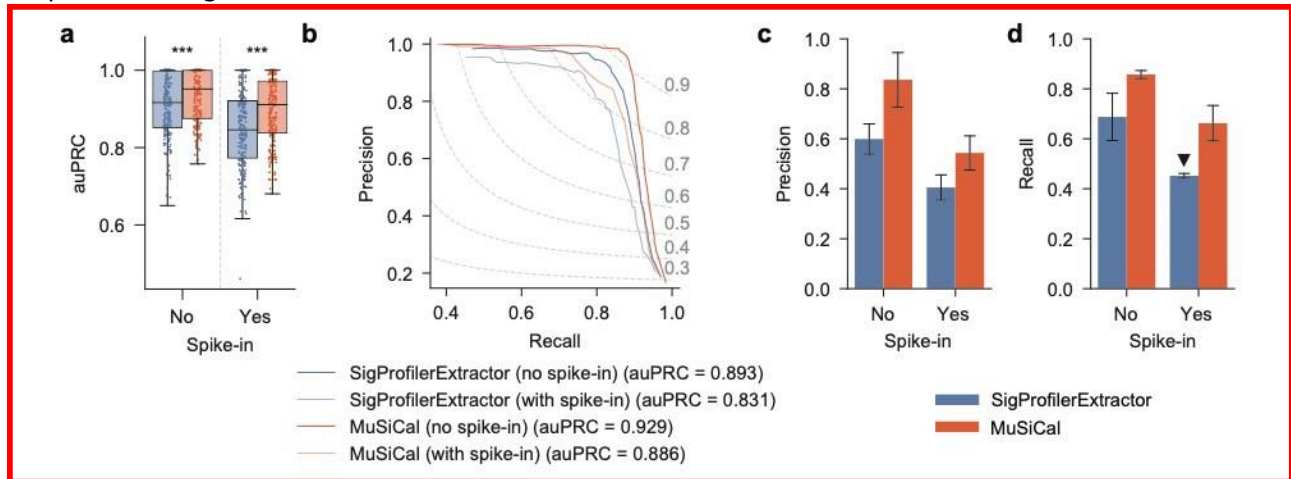 a
b
c
d
***
***
auPRC
1.0
0.8
0.6
No
Yes
Spike-in
Precision
1.0
0.8
0.6
0.4
0.2
0.4
0.6
0.8
1.0
Recall
0.9
0.8
0.7
0.6
0.5
0.4
0.3
Precision
1.0
0.8
0.6
0.4
0.2
0.0
No
Yes
Spike-in
Recall
1.0
0.8
0.6
0.4
0.2
0.0
No
Yes
Spike-in
SigProfilerExtractor (no spike-in) (auPRC = 0.893)
SigProfilerExtractor (with spike-in) (auPRC = 0.831)
MuSiCal (no spike-in) (auPRC = 0.929)
MuSiCal (with spike-in) (auPRC = 0.886)
SigProfilerExtractor
MuSiCal